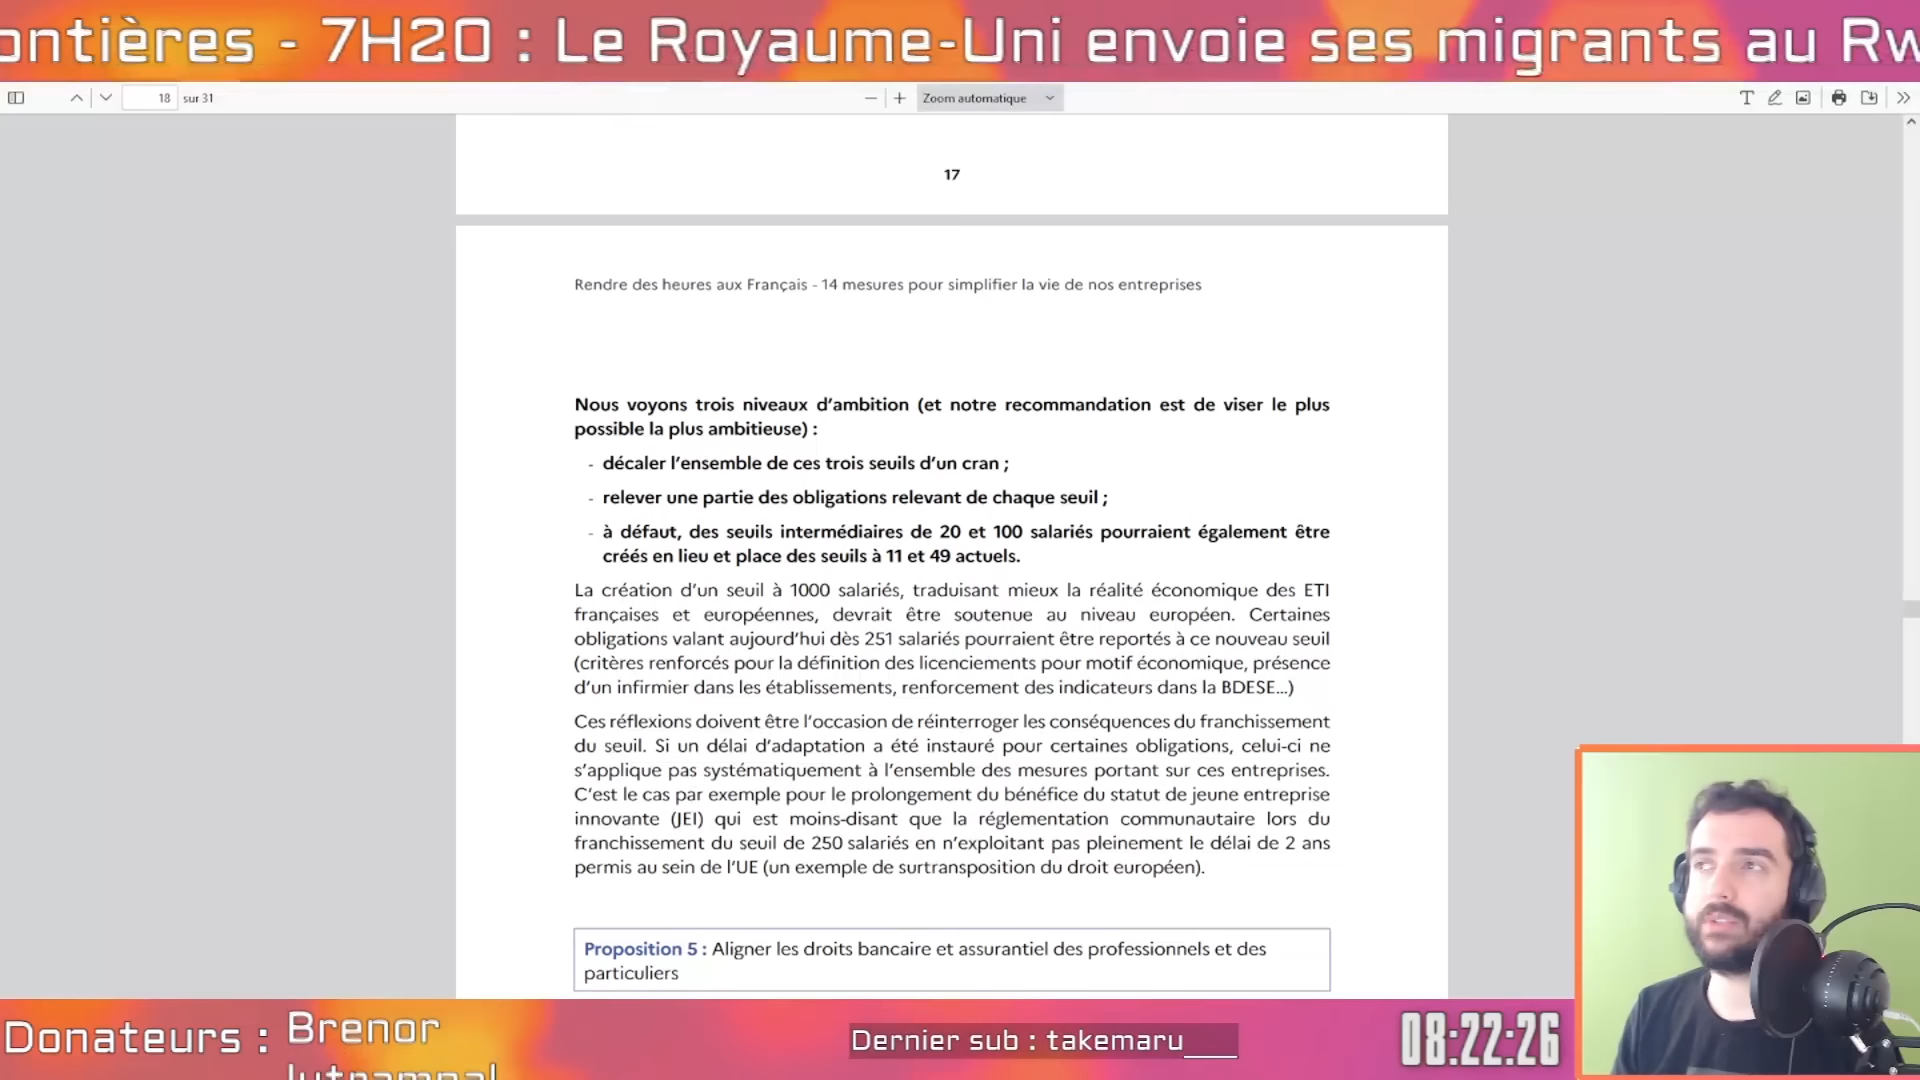 ontières - 7H20 : Le Royaume-Uni envoie ses migrants au Rw
18 sur 31
Zoom automatique
17
Rendre des heures aux Français - 14 mesures pour simplifier la vie de nos entreprises
Nous voyons trois niveaux d’ambition (et notre recommandation est de viser le plus
possible la plus ambitieuse) :
- décaler l’ensemble de ces trois seuils d’un cran ;
- relever une partie des obligations relevant de chaque seuil ;
- à défaut, des seuils intermédiaires de 20 et 100 salariés pourraient également être
créés en lieu et place des seuils à 11 et 49 actuels.
La création d’un seuil à 1000 salariés, traduisant mieux la réalité économique des ETI
françaises et européennes, devrait être soutenue au niveau européen. Certaines
obligations valant aujourd’hui dès 251 salariés pourraient être reportés à ce nouveau seuil
(critères renforcés pour la définition des licenciements pour motif économique, présence
d’un infirmier dans les établissements, renforcement des indicateurs dans la BDESE…)
Ces réflexions doivent être l’occasion de réinterroger les conséquences du franchissement
du seuil. Si un délai d’adaptation a été instauré pour certaines obligations, celui-ci ne
s’applique pas systématiquement à l’ensemble des mesures portant sur ces entreprises.
C’est le cas par exemple pour le prolongement du bénéfice du statut de jeune entreprise
innovante (JEI) qui est moins-disant que la réglementation communautaire lors du
franchissement du seuil de 250 salariés en n’exploitant pas pleinement le délai de 2 ans
permis au sein de l’UE (un exemple de surtransposition du droit européen).
Proposition 5 : Aligner les droits bancaire et assurantiel des professionnels et des
particuliers
Donateurs : Brenor
Dernier sub : takemaru___
08:22:26